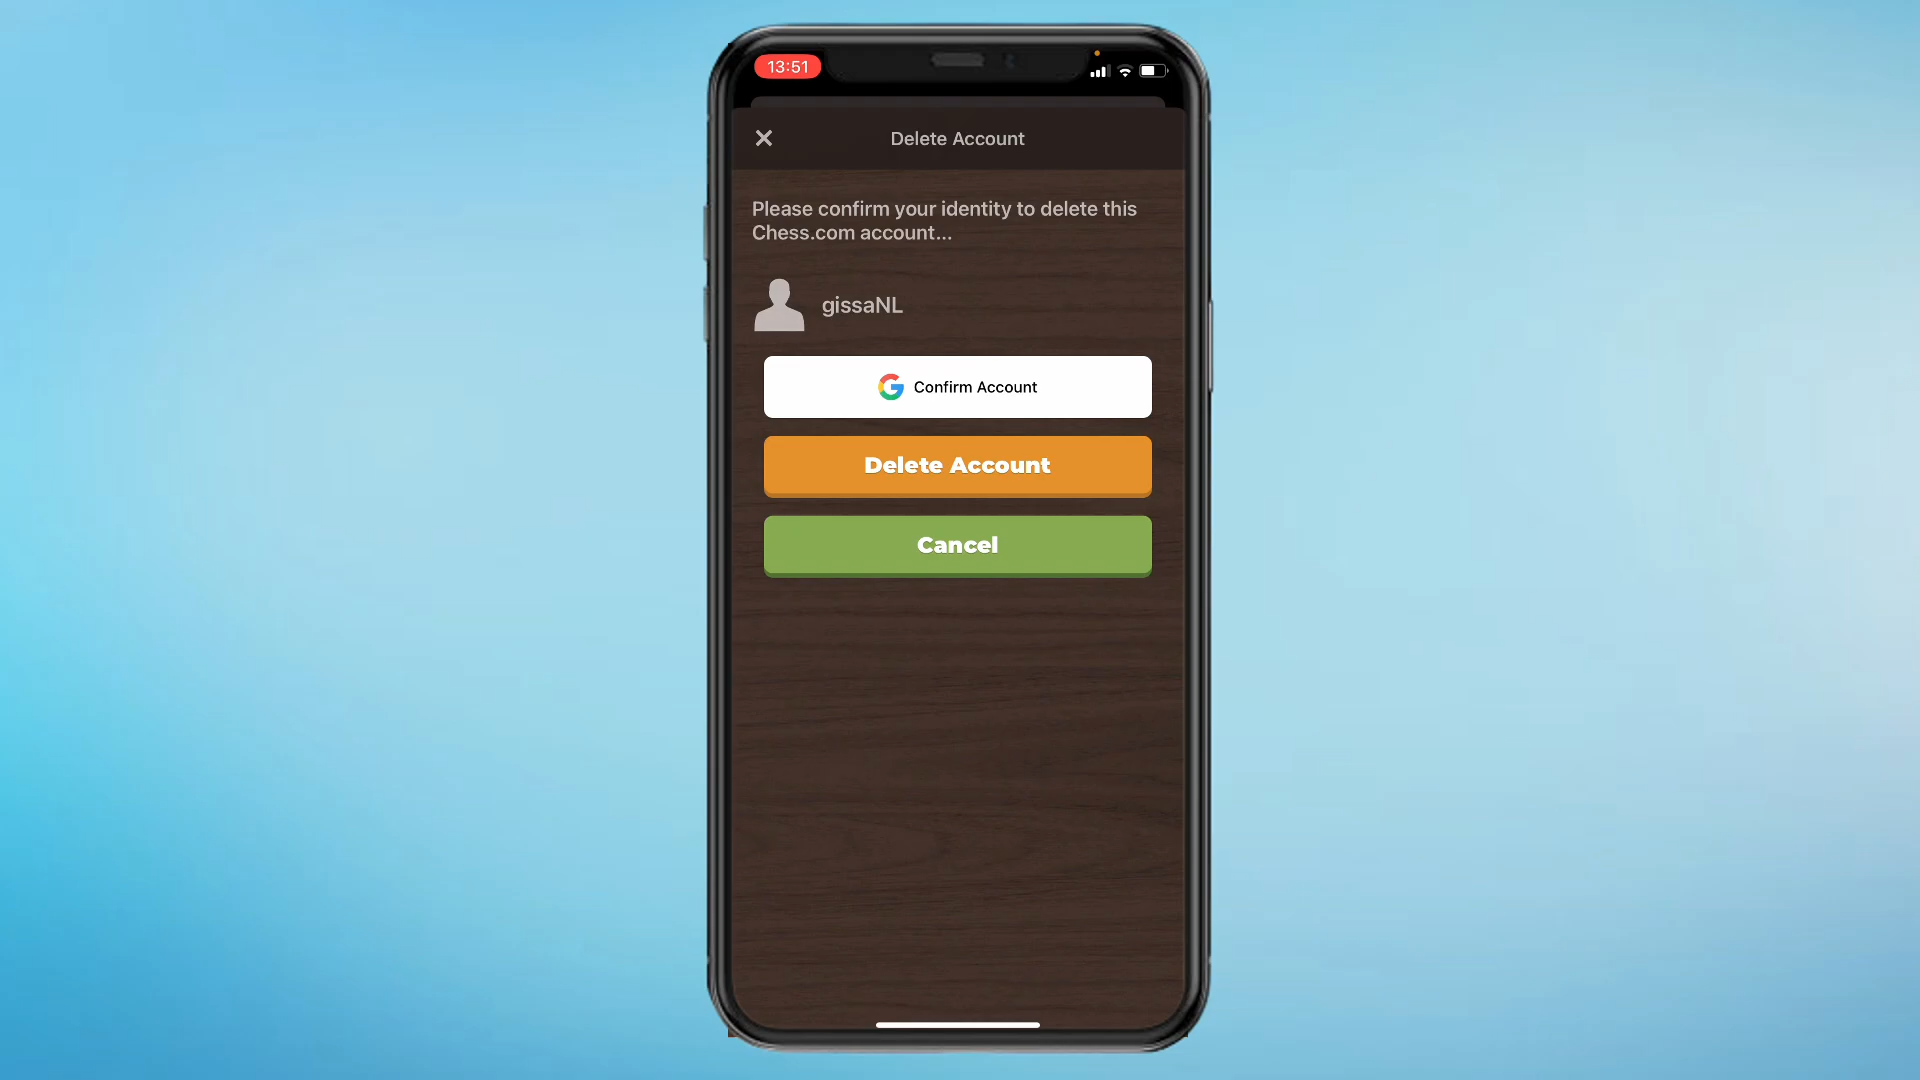 13:51
Delete Account
Please confirm your identity to delete this
Chess.com account...
gissaNL
Confirm Account
Delete Account
Cancel